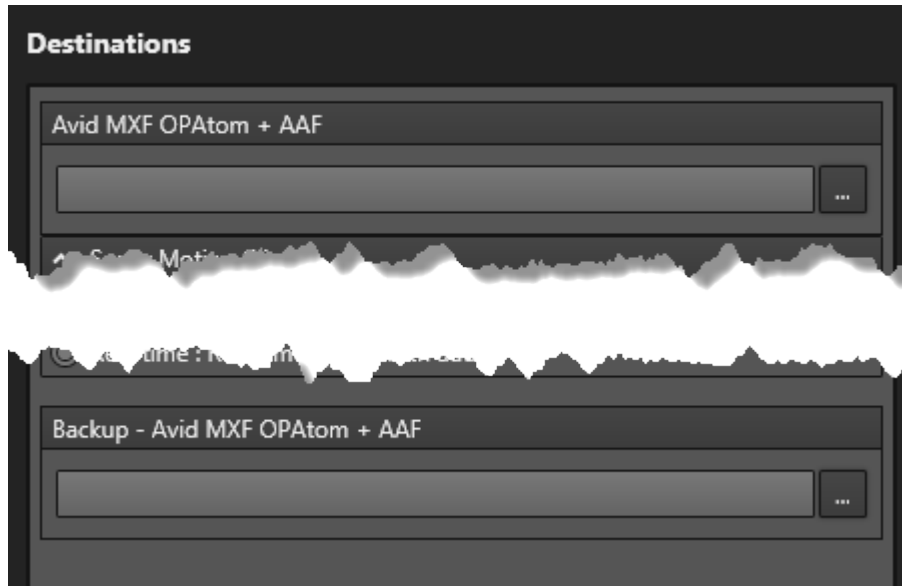 Destinations
Avid MXF OPAtom + AAF
...
Backup - Avid MXF OPAtom + AAF
...